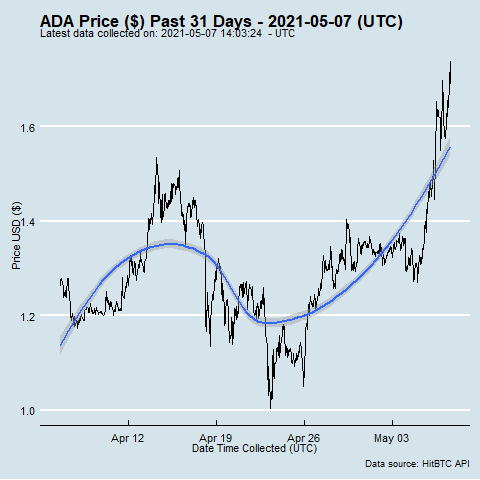 ADA Price ($) Past 31 Days - 2021-05-07 (UTC)
Latest data collected on: 2021-05-07 14:03:24 - UTC
Price USD ($)
1.6
1.4
1.2
1.0
Apr 12 Apr 19 Apr 26 May 03
Date Time Collected (UTC)
Data source: HitBTC API